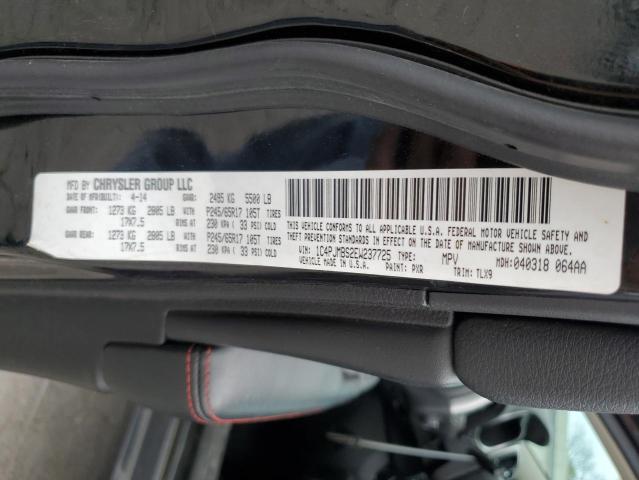 MFD BY CHRYSLER GROUP LLC
DATE OF MFR(BUILT): 4-14 GVWR: 2495 KG 5500 LB
GAWR FRONT: 1273 KG 2805 LB WITH P245/65R17 105T TIRES
17X7.5 RIMS AT 230 KPA ( 33 PSI) COLD
GAWR REAR: 1273 KG 2805 LB WITH P245/65R17 105T TIRES
17X7.5 RIMS AT 230 KPA ( 33 PSI) COLD
THIS VEHICLE CONFORMS TO ALL APPLICABLE U.S.A. FEDERAL MOTOR VEHICLE SAFETY
AND THEFT PREVENTION STANDARDS IN EFFECT ON THE DATE OF MANUFACTURE SHOWN ABOVE.
VIN: 1C4PJMBS2EW237725 TYPE: MPV MDH: 040318 064AA
VEHICLE MADE IN U.S.A. PAINT: PXR TRIM: TLX9